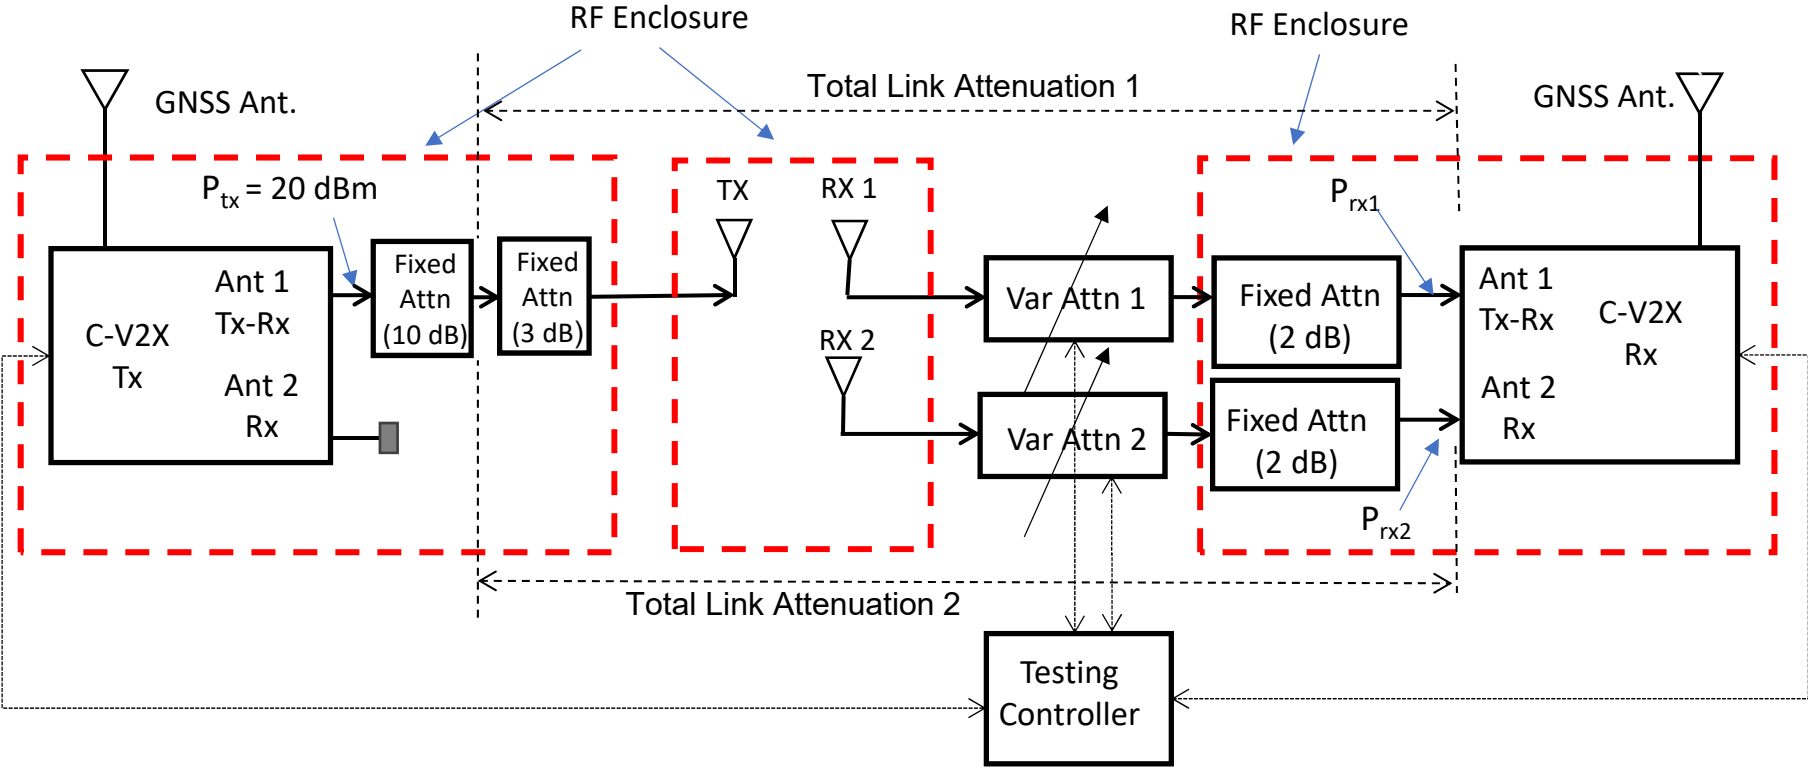 RF Enclosure
RF Enclosure
Total Link Attenuation 1
GNSS Ant.
GNSS Ant.
Ptx = 20 dBm
TX
RX 1
Prx1
Fixed
Attn
(10 dB)
Fixed
Attn
(3 dB)
Ant 1
Tx-Rx
C-V2X
Tx
Ant 2
Rx
RX 2
Var Attn 1
Fixed Attn
(2 dB)
Ant 1
Tx-Rx
C-V2X
Rx
Ant 2
Rx
Var Attn 2
Fixed Attn
(2 dB)
Prx2
Total Link Attenuation 2
Testing
Controller